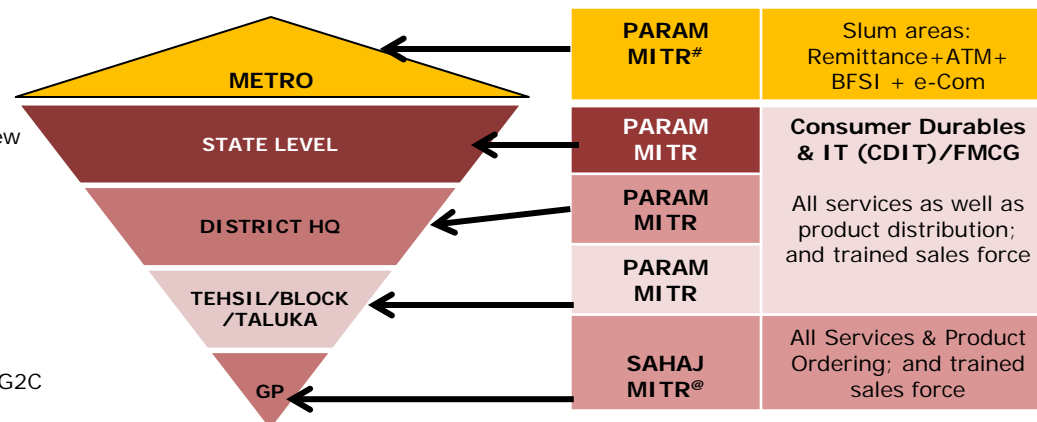 METRO
PARAM
MITR#
Slum areas:
Remittance+ATM+
BFSI + e-Com
ew
STATE LEVEL
PARAM
MITR
Consumer Durables
& IT (CDIT)/FMCG
All services as well as
product distribution;
and trained sales force
DISTRICT HQ
PARAM
MITR
TEHSIL/BLOCK
/TALUKA
PARAM
MITR
G2C
GP
SAHAJ
MITR@
All Services & Product
Ordering; and trained
sales force